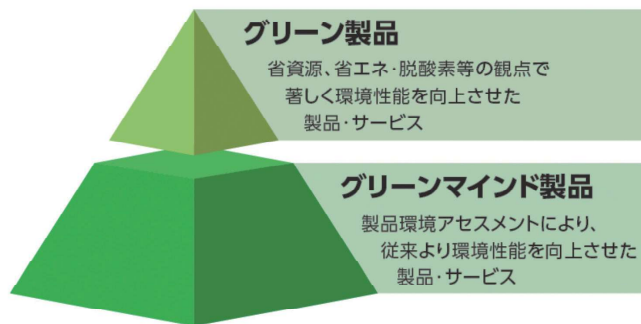 グリーン製品
省資源、省エネ・脱酸素等の観点で
著しく環境性能を向上させた
製品・サービス
グリーンマインド製品
製品環境アセスメントにより、
従来より環境性能を向上させた
製品・サービス